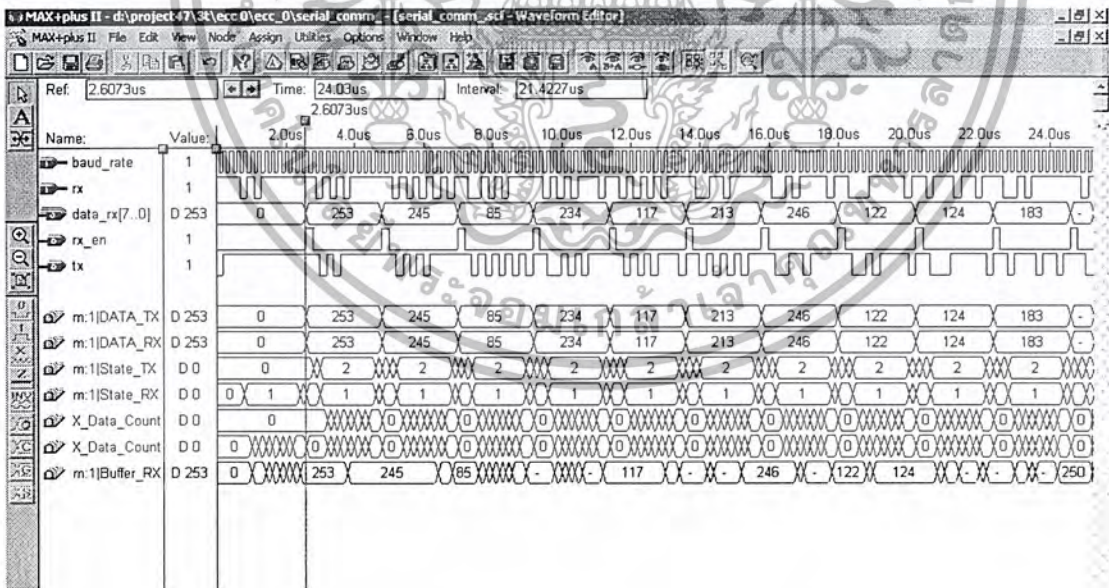 MAX+plus II - d:\project47\3t\ecc 0\ecc_0\serial_comm_ - [serial_comm_.scf - Waveform Editor]
MAX+plus II File Edit View Node Assign Utilities Options Window Help
Ref: 2.6073us Time: 24.03us Interval: 21.4227us
2.6073us
Name: Value: 2.0us 4.0us 6.0us 8.0us 10.0us 12.0us 14.0us 16.0us 18.0us 20.0us 22.0us 24.0us
baud_rate 1
rx 1
data_rx[7..0] D 253 0 253 245 85 234 117 213 246 122 124 183 -
rx_en 1
tx 1
m:1|DATA_TX D 253 0 253 245 85 234 117 213 246 122 124 183 -
m:1|DATA_RX D 253 0 253 245 85 234 117 213 246 122 124 183 -
m:1|State_TX D 0 0 2 2 2 2 2 2 2 2 2 2
m:1|State_RX D 0 0 1 1 1 1 1 1 1 1 1 1 1
X_Data_Count D 0 0 0 0 0 0 0 0 0 0 0
X_Data_Count D 0 0 0 0 0 0 0 0 0 0 0 0
m:1|Buffer_RX D 253 0 253 245 85 - - 117 - - 246 - 122 124 - - - - 250